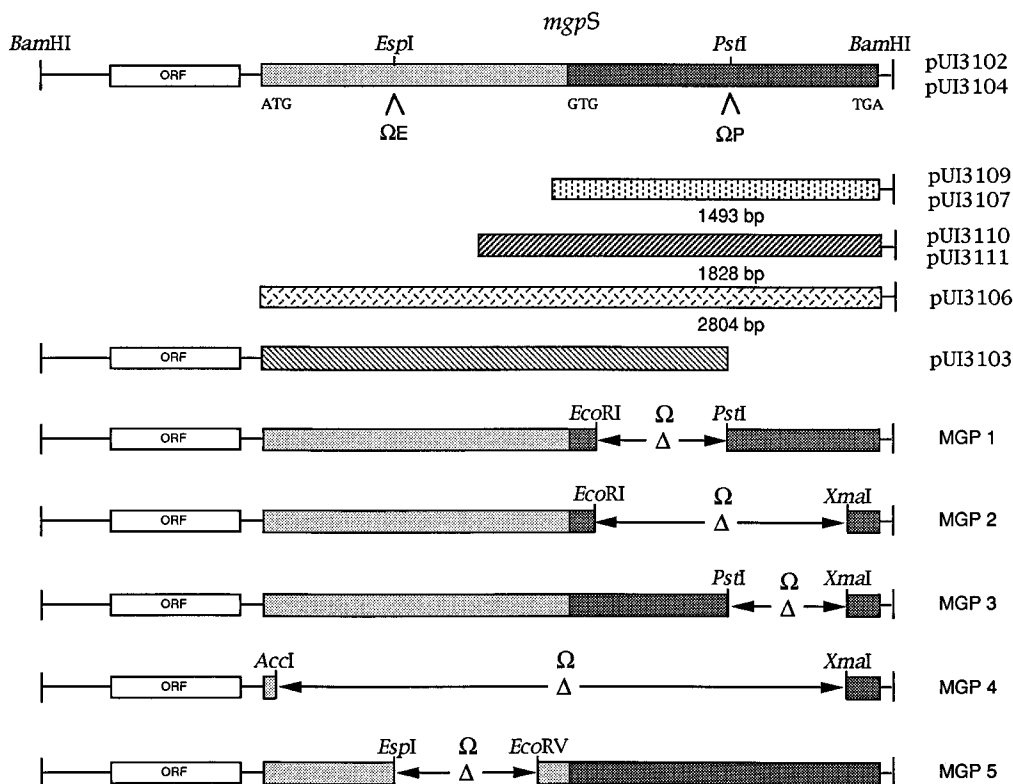 mgpS
BamHI EspI PstI BamHI
ORF pUI3102
pUI3104
ATG GTG TGA
ΩE ΩP
pUI3109
pUI3107
1493 bp
pUI3110
pUI3111
1828 bp
pUI3106
2804 bp
ORF pUI3103
EcoRI Ω PstI
ORF Δ MGP 1
EcoRI Ω XmaI
ORF Δ MGP 2
PstI Ω XmaI
ORF Δ MGP 3
AccI Ω XmaI
ORF Δ MGP 4
EspI Ω EcoRV
ORF Δ MGP 5